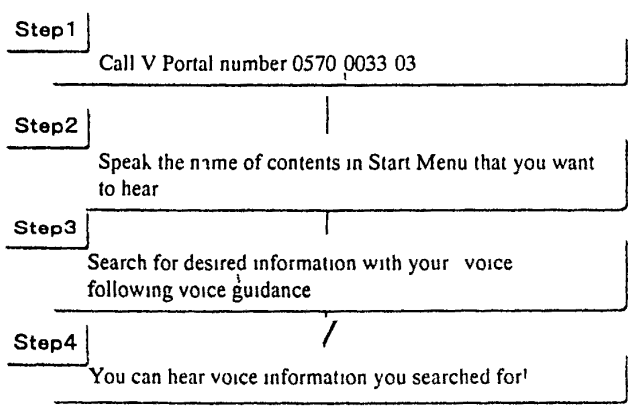 Step1
Call V Portal number 0570 0033 03
Step2
Speak the name of contents in Start Menu that you want
to hear
Step3
Search for desired information with your voice
following voice guidance
Step4
You can hear voice information you searched for!